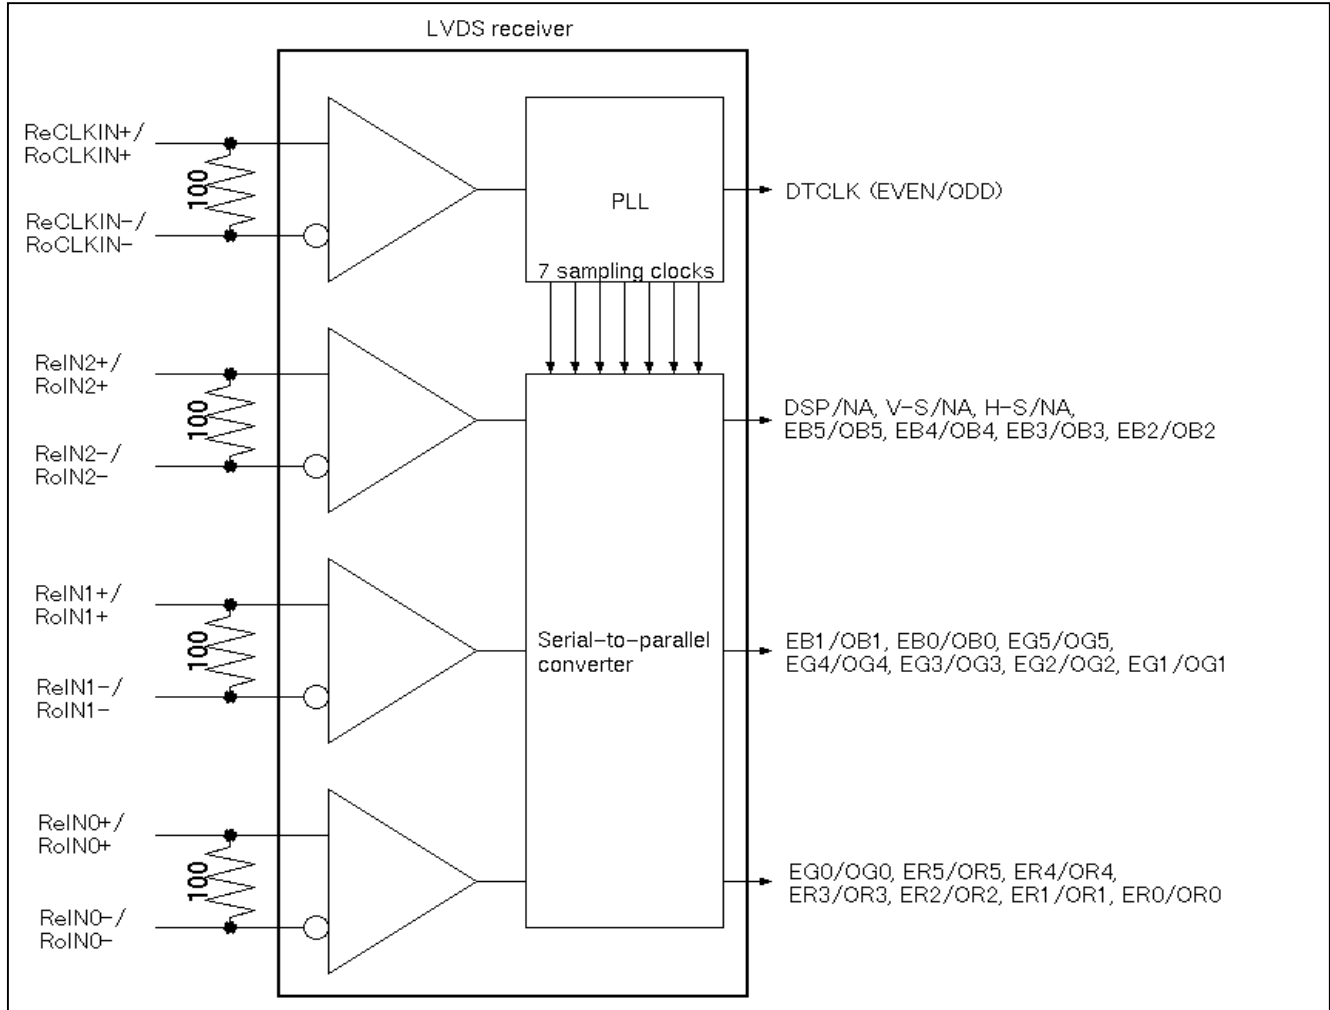 LVDS receiver
ReCLKIN+/
RoCLKIN+
100
ReCLKIN-/
RoCLKIN-
PLL
7 sampling clocks
DTCLK (EVEN/ODD)
ReIN2+/
RoIN2+
100
ReIN2-/
RoIN2-
DSP/NA, V-S/NA, H-S/NA,
EB5/OB5, EB4/OB4, EB3/OB3, EB2/OB2
ReIN1+/
RoIN1+
100
ReIN1-/
RoIN1-
Serial-to-parallel
converter
EB1/OB1, EB0/OB0, EG5/OG5,
EG4/OG4, EG3/OG3, EG2/OG2, EG1/OG1
ReIN0+/
RoIN0+
100
ReIN0-/
RoIN0-
EG0/OG0, ER5/OR5, ER4/OR4,
ER3/OR3, ER2/OR2, ER1/OR1, ER0/OR0